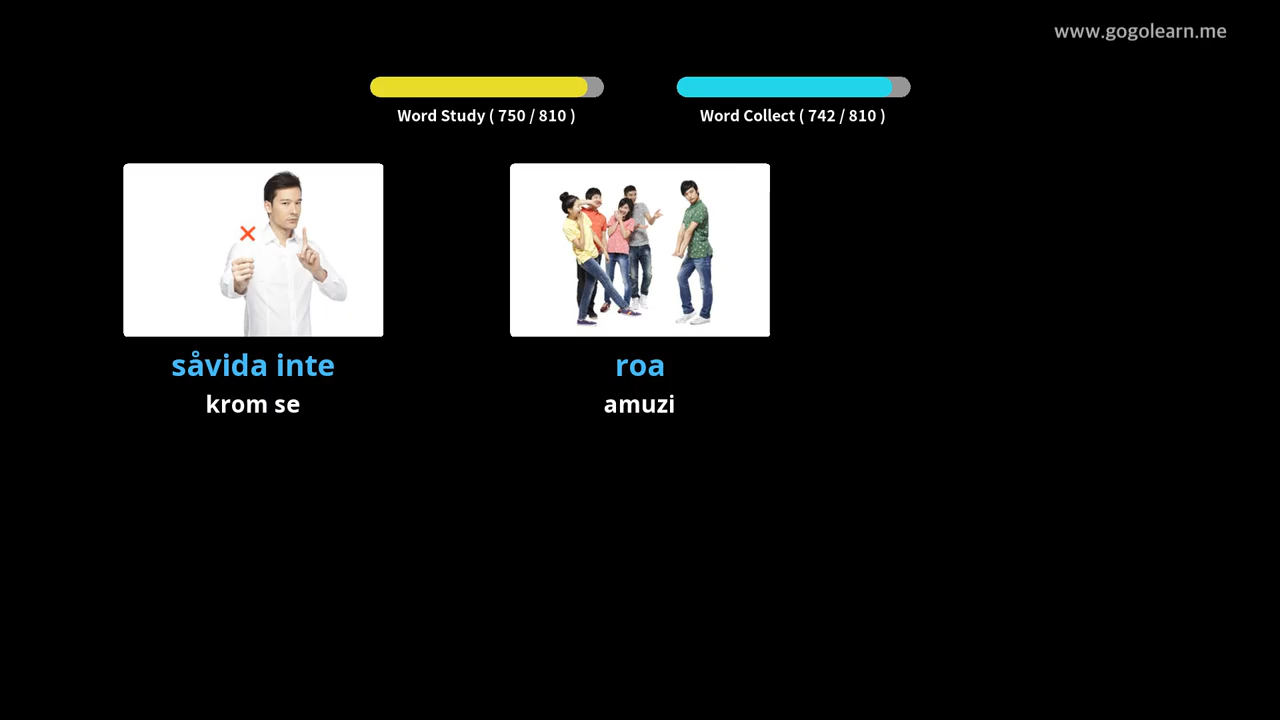 www.gogolearn.me
Word Study ( 750 / 810 )
Word Collect ( 742 / 810 )
såvida inte
krom se
roa
amuzi